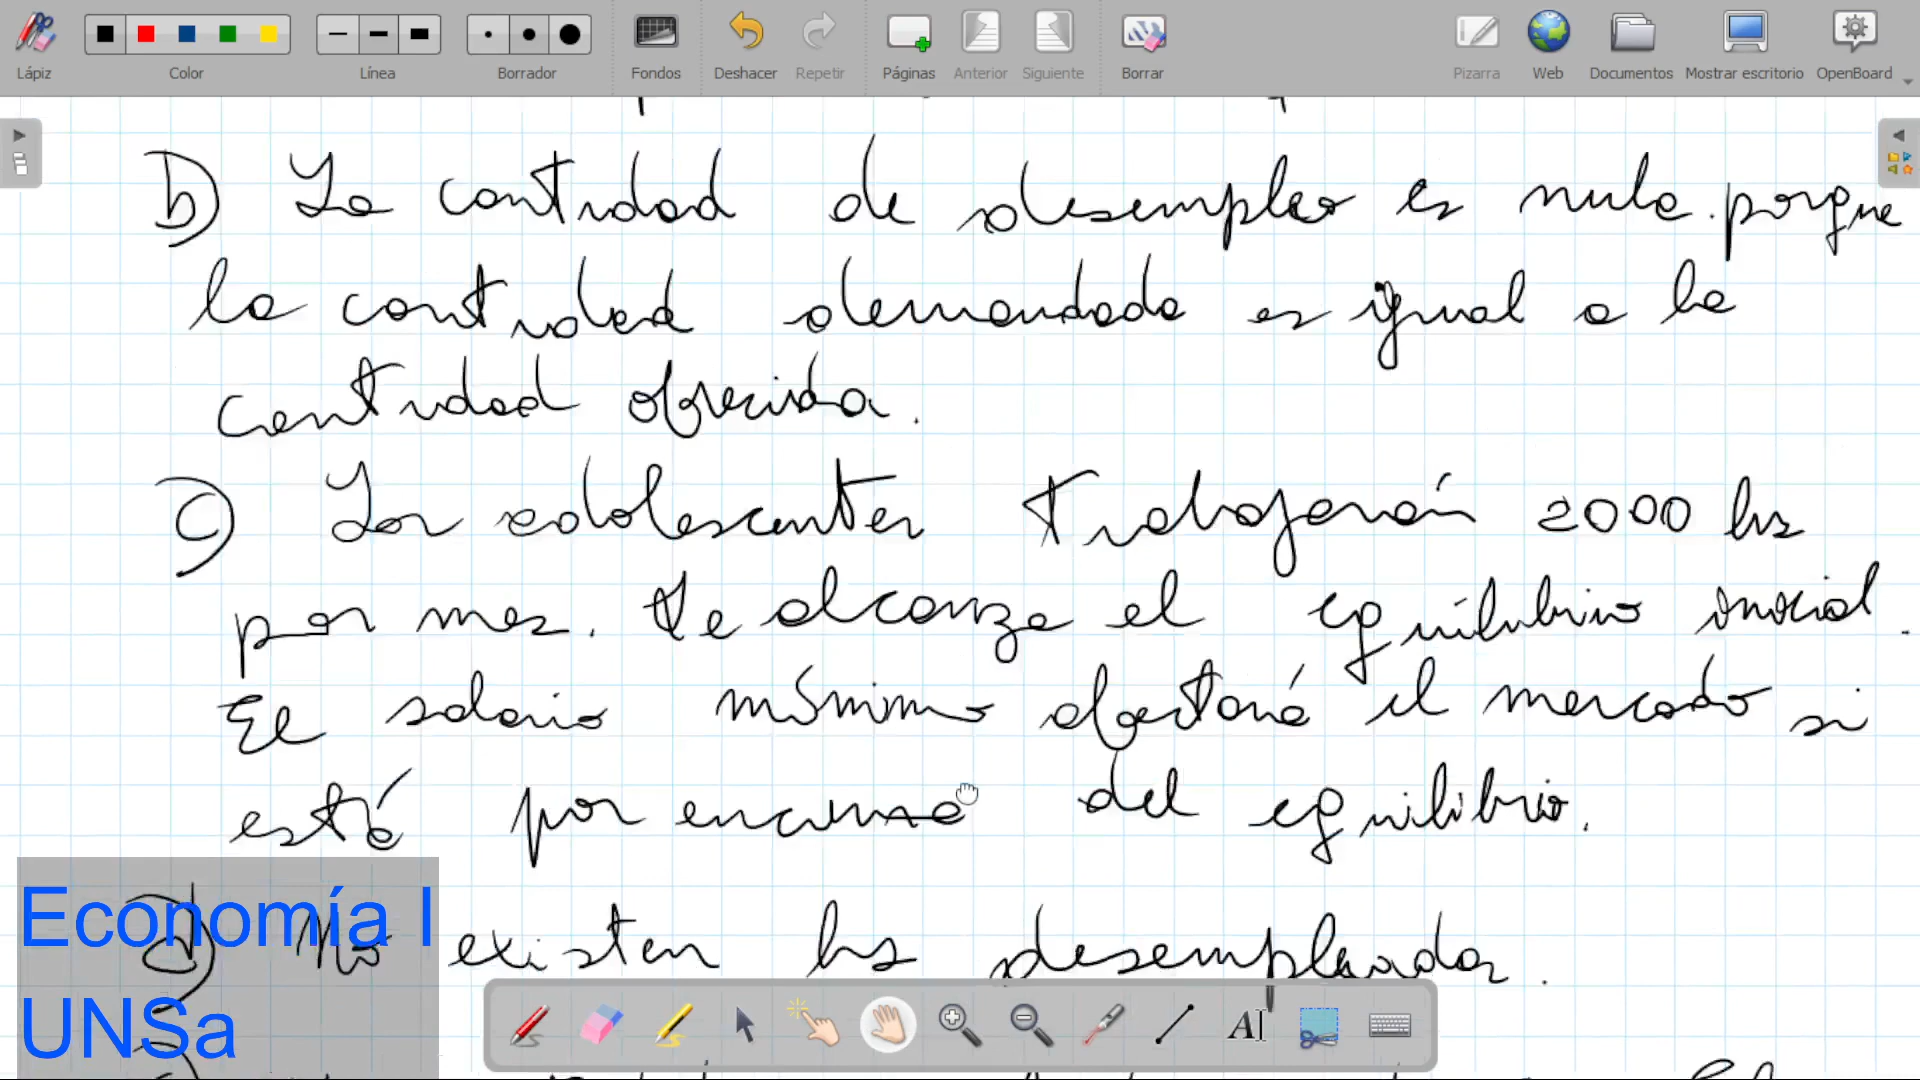 Lápiz
Color
Línea
Borrador
Fondos
Deshacer
Repetir
Páginas
Anterior
Siguiente
Borrar
Pizarra
Web
Documentos
Mostrar escritorio
OpenBoard
b) La cantidad de desempleo es nula porque
la cantidad demandada es igual a la
cantidad ofrecida.
c) Los adolescentes trabajarán 2000 hs
por mes. Se alcanza el equilibrio inicial.
El salario mínimo afectará el mercado si
está por encima del equilibrio.
d) No existen hs desempleadas.
Economía I
UNSa